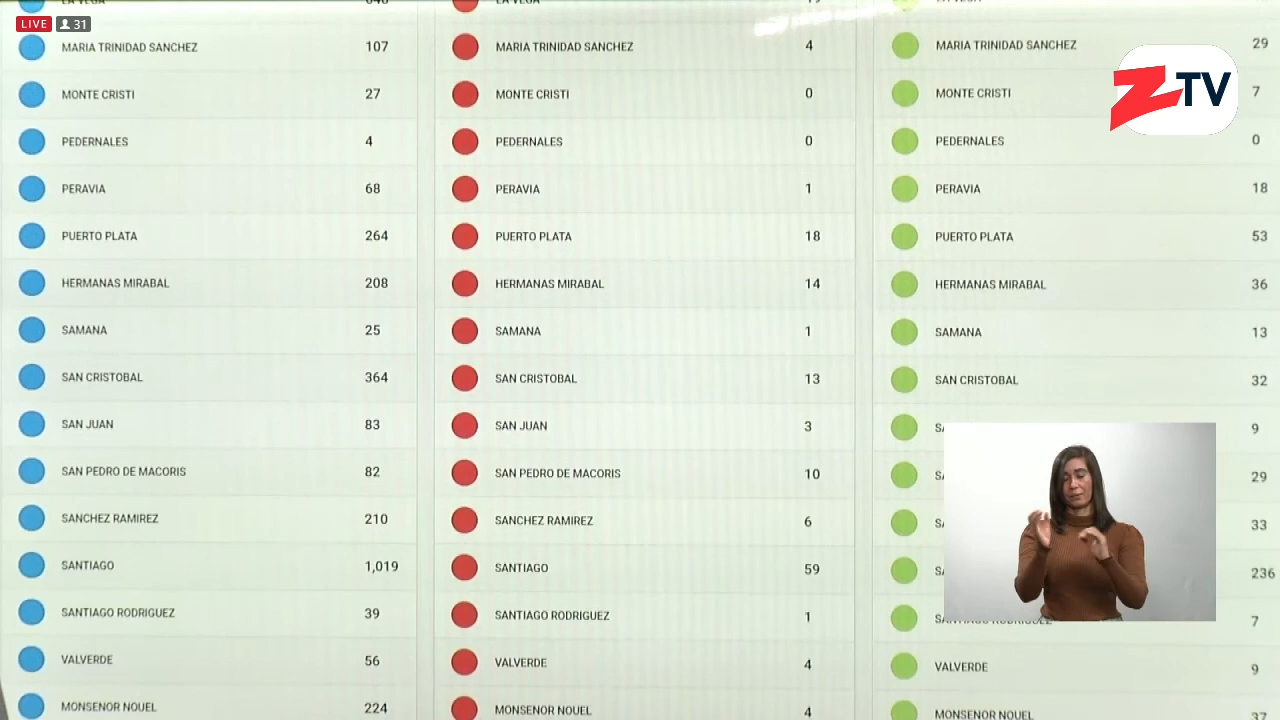 LIVE 31
MARIA TRINIDAD SANCHEZ 107 MARIA TRINIDAD SANCHEZ 4 MARIA TRINIDAD SANCHEZ 29
ZTV
MONTE CRISTI 27 MONTE CRISTI 0 MONTE CRISTI 7
PEDERNALES 4 PEDERNALES 0 PEDERNALES 0
PERAVIA 68 PERAVIA 1 PERAVIA 18
PUERTO PLATA 264 PUERTO PLATA 18 PUERTO PLATA 53
HERMANAS MIRABAL 208 HERMANAS MIRABAL 14 HERMANAS MIRABAL 36
SAMANA 25 SAMANA 1 SAMANA 13
SAN CRISTOBAL 364 SAN CRISTOBAL 13 SAN CRISTOBAL 32
SAN JUAN 83 SAN JUAN 3 9
SAN PEDRO DE MACORIS 82 SAN PEDRO DE MACORIS 10 29
SANCHEZ RAMIREZ 210 SANCHEZ RAMIREZ 6 33
SANTIAGO 1,019 SANTIAGO 59 236
SANTIAGO RODRIGUEZ 39 SANTIAGO RODRIGUEZ 1 SANTIAGO RODRIGUEZ 7
VALVERDE 56 VALVERDE 4 VALVERDE 9
MONSENOR NOUEL 224 MONSENOR NOUEL 4 MONSENOR NOUEL 37